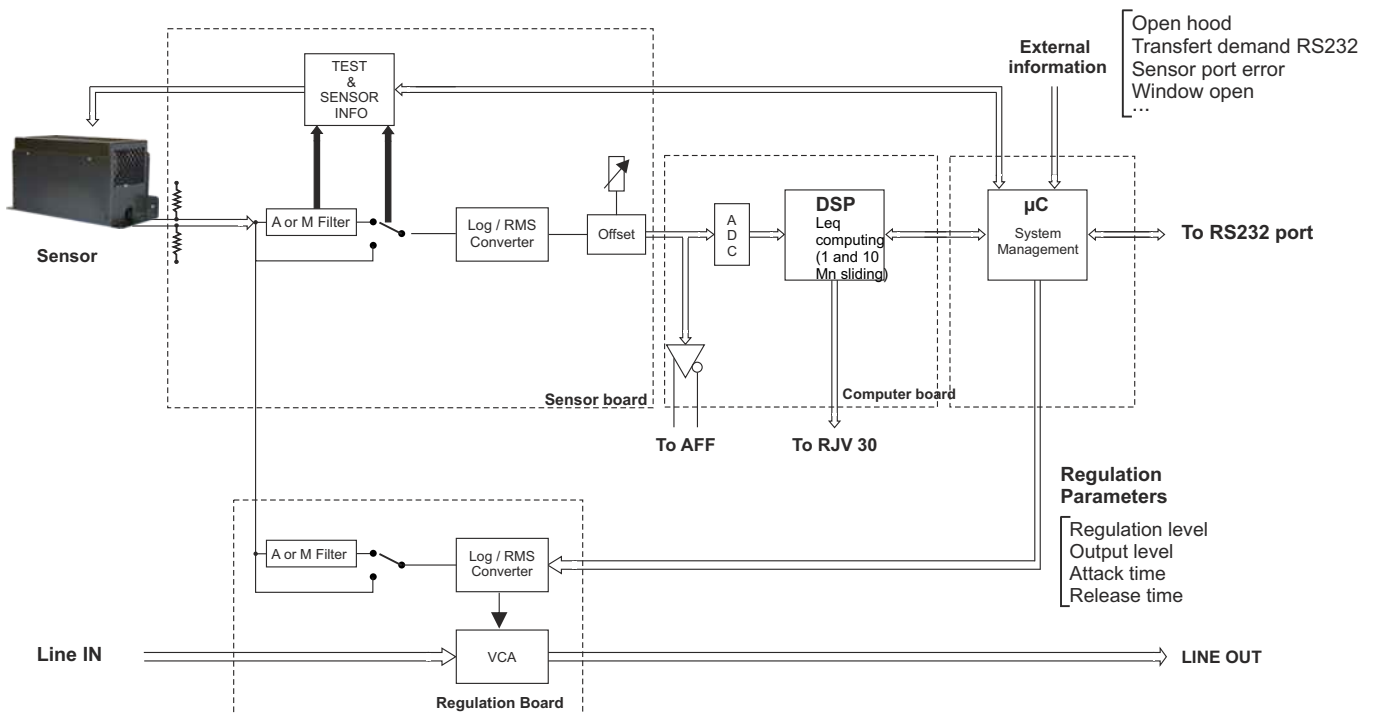 External
information
Open hood
Transfert demand RS232
Sensor port error
Window open
...
TEST
&
SENSOR
INFO
Sensor
A or M Filter
Log / RMS
Converter
Offset
A
D
C
DSP
Leq
computing
(1 and 10
Mn sliding)
µC
System
Management
To RS232 port
Sensor board
Computer board
To AFF
To RJV 30
Regulation
Parameters
Regulation level
Output level
Attack time
Release time
A or M Filter
Log / RMS
Converter
Line IN
VCA
LINE OUT
Regulation Board